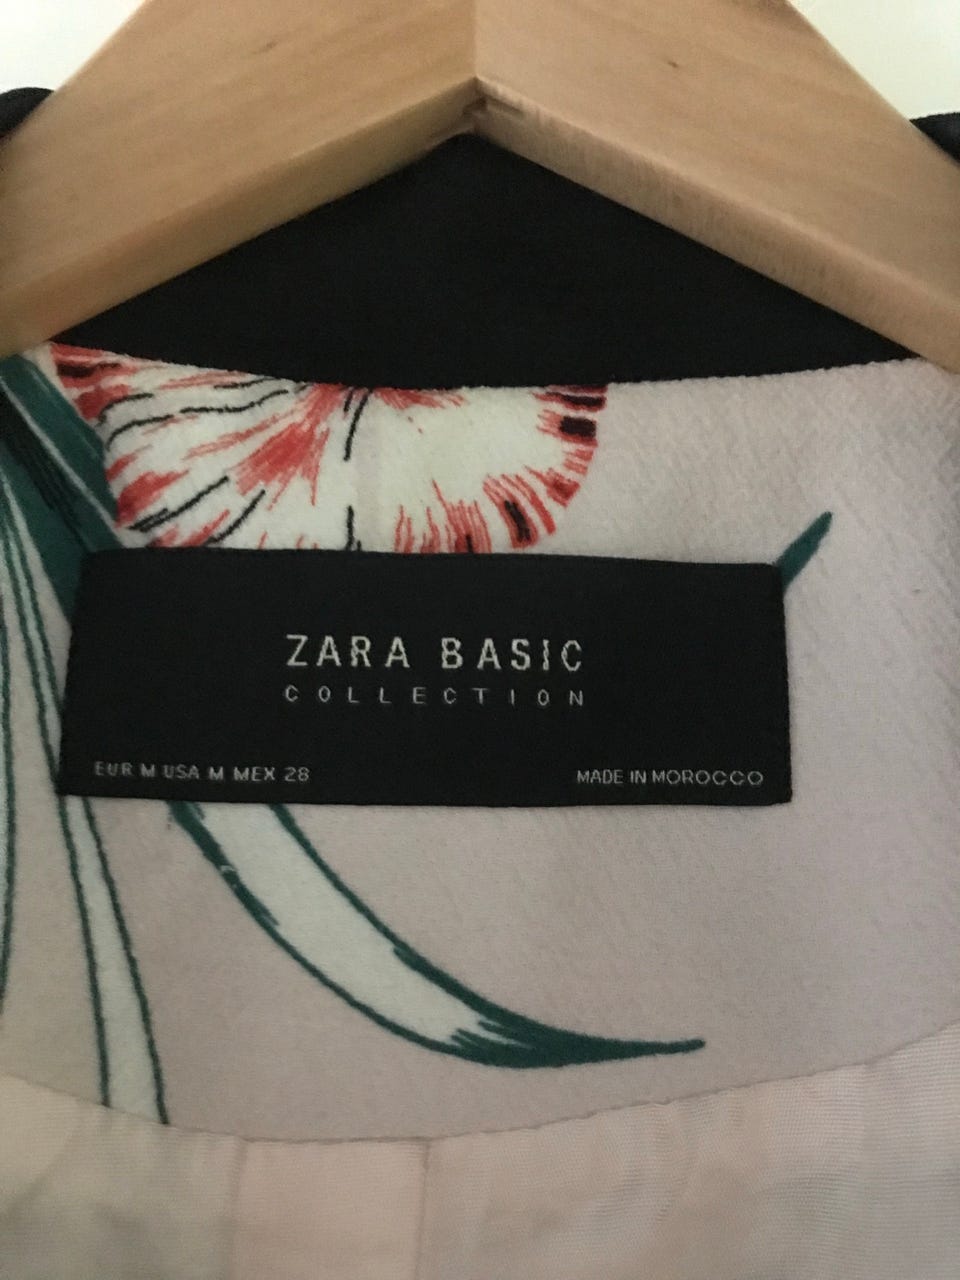 ZARA BASIC
COLLECTION
EUR M USA M MEX 28
MADE IN MOROCCO